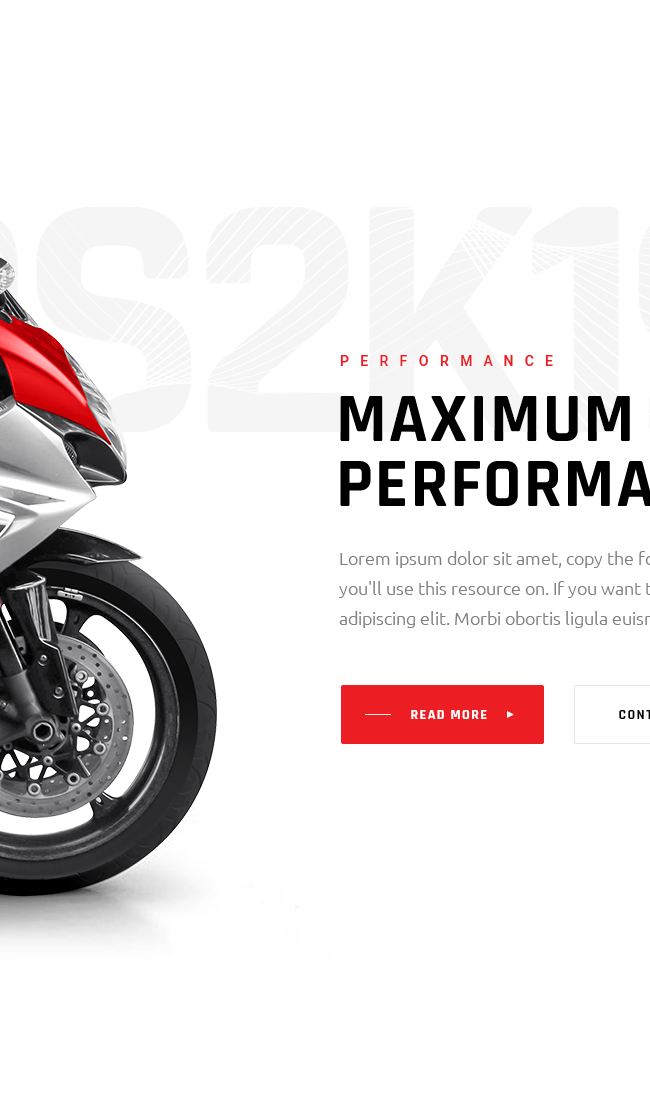 S2K1
PERFORMANCE
MAXIMUM
PERFORMA
Lorem ipsum dolor sit amet, copy the fo
you'll use this resource on. If you want t
adipiscing elit. Morbi obortis ligula euis
READ MORE
CONT